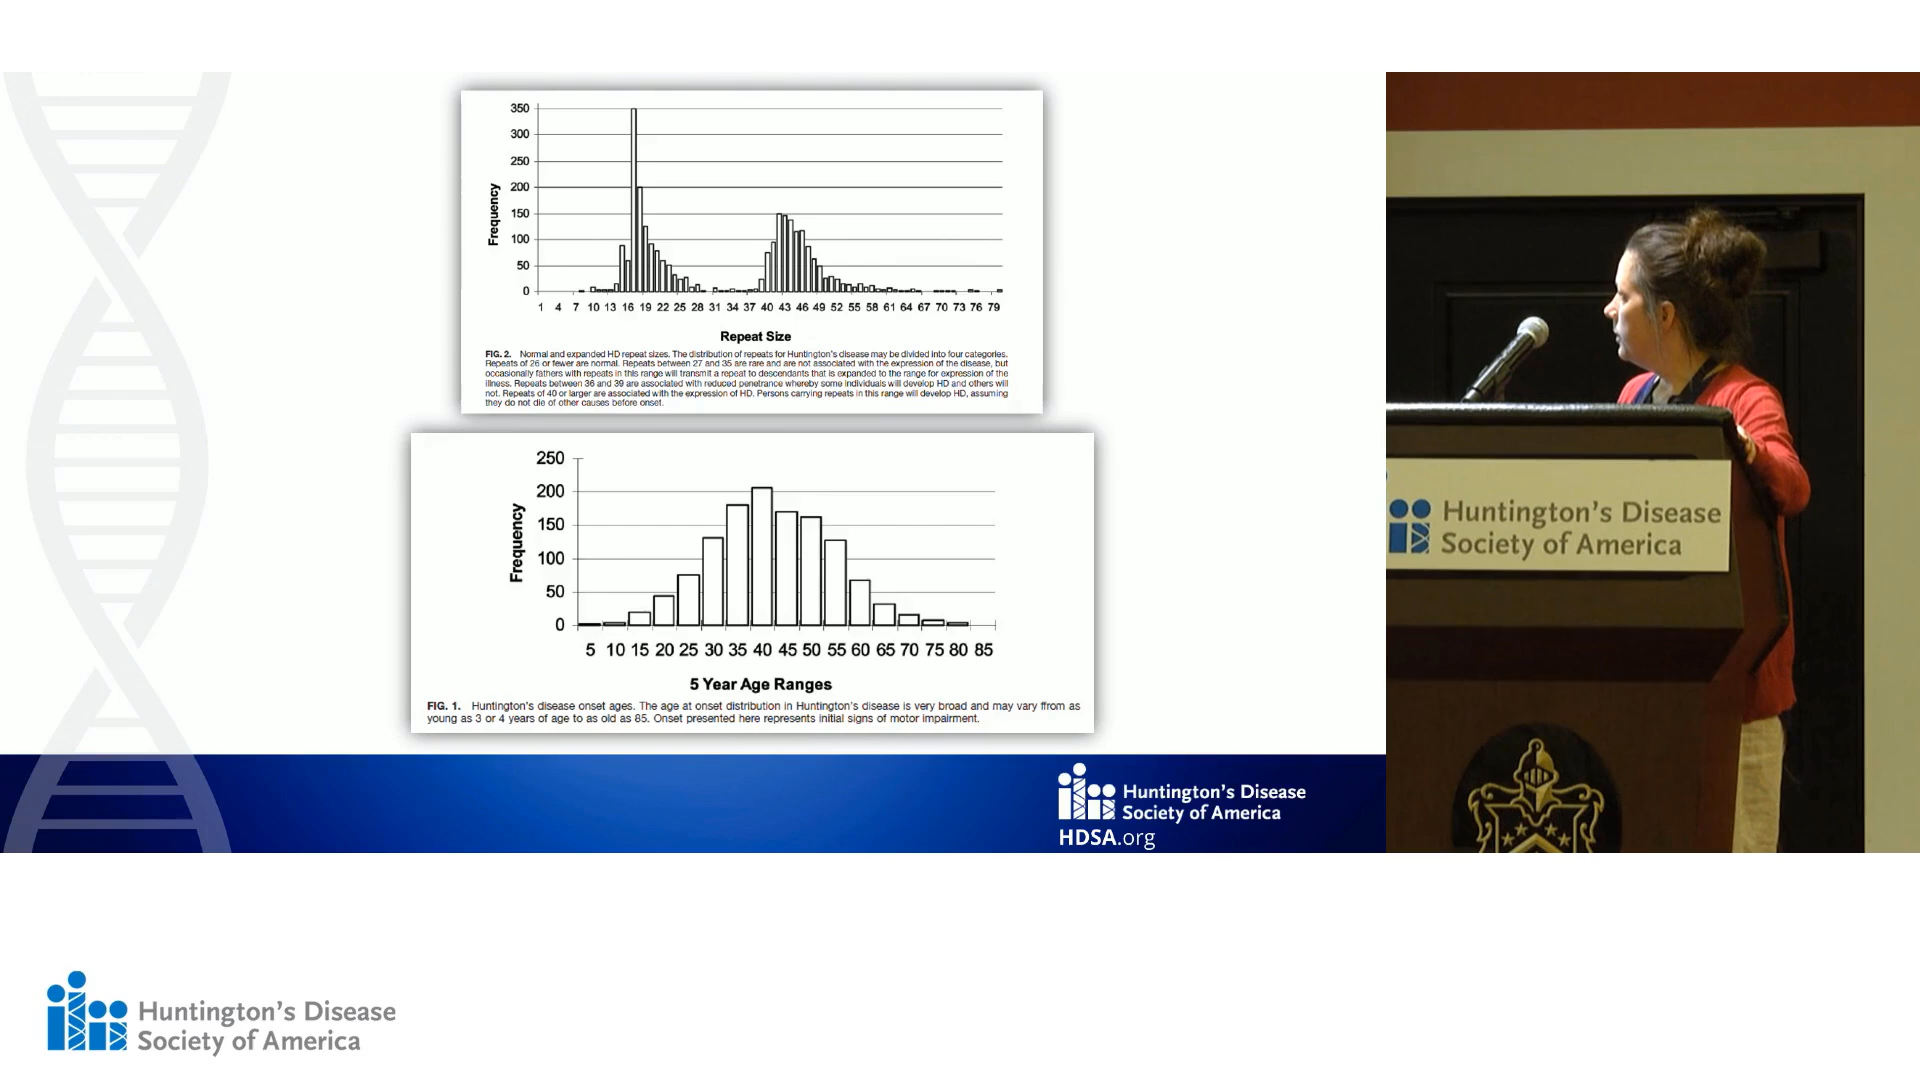 350
300
250
200
150
100
50
0
Frequency
1 4 7 10 13 16 19 22 25 28 31 34 37 40 43 46 49 52 55 58 61 64 67 70 73 76 79
Repeat Size
FIG. 2. Normal and expanded HD repeat sizes. The distribution of repeats for Huntington's disease may be divided into four categories.
Repeats of 26 or fewer are normal. Repeats between 27 and 35 are rare and are not associated with the expression of the disease, but
occasionally fathers with repeats in this range will transmit a repeat to descendants that is expanded to the range for expression of the
illness. Repeats between 36 and 39 are associated with reduced penetrance whereby some individuals will develop HD and others will
not. Repeats of 40 or larger are associated with the expression of HD. Persons carrying repeats in this range will develop HD, assuming
they do not die of other causes before onset.
250
200
150
100
50
0
Frequency
5 10 15 20 25 30 35 40 45 50 55 60 65 70 75 80 85
5 Year Age Ranges
FIG. 1. Huntington's disease onset ages. The age at onset distribution in Huntington's disease is very broad and may vary ffrom as
young as 3 or 4 years of age to as old as 85. Onset presented here represents initial signs of motor impairment.
Huntington's Disease
Society of America
HDSA.org
Huntington's Disease
Society of America
Huntington's Disease
Society of America